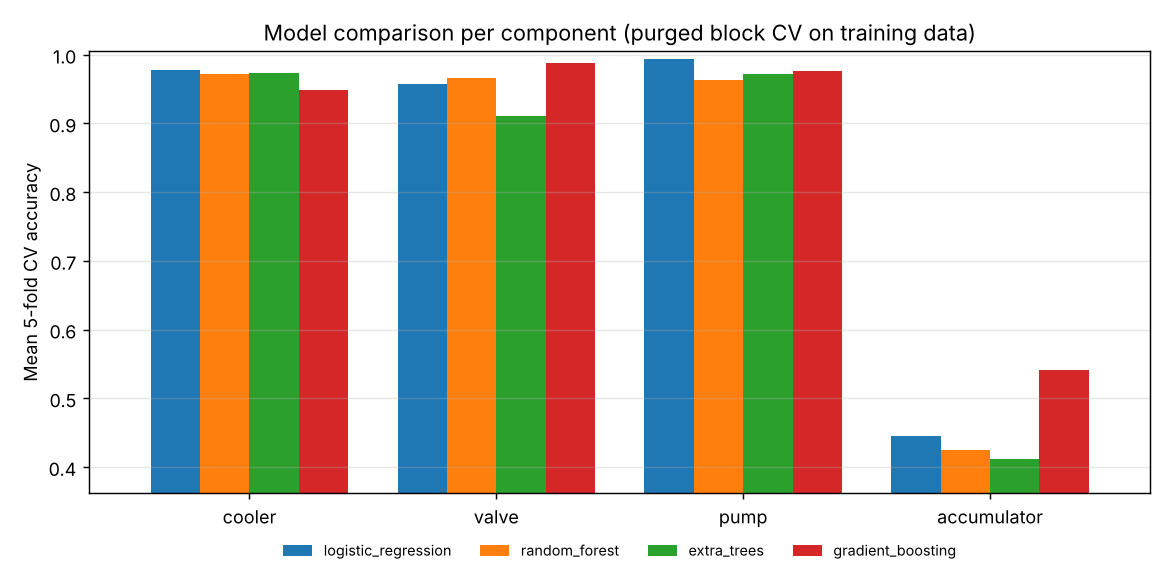 Model comparison per component (purged block CV on training data)
Mean 5-fold CV accuracy
1.0
0.9
0.8
0.7
0.6
0.5
0.4
cooler valve pump accumulator
logistic_regression random_forest extra_trees gradient_boosting